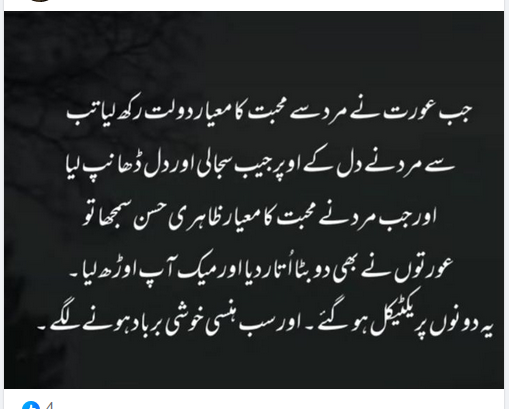 جب عورت نے مرد سے محبت کا معیار دولت رکھ لیا تب
سے مرد نے دل کے اوپر جیب سجالی اور دل ڈھانپ لیا
اور جب مرد نے محبت کا معیار ظاہری حسن سمجھا تو
عورتوں نے بھی دوپٹا اُتار دیا اور میک آپ اوڑھ لیا۔
یہ دونوں پریکٹیکل ہو گئے۔ اور سب ہنسی خوشی برباد ہونے لگے۔
4